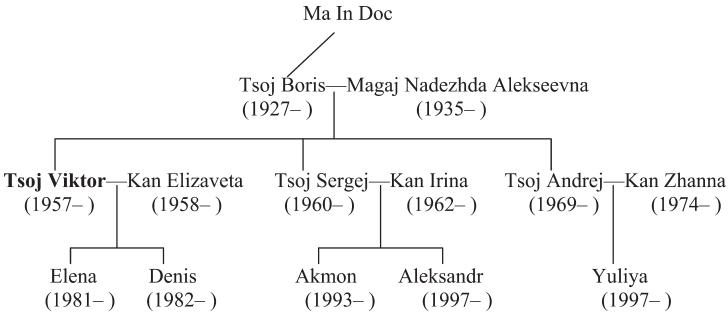 Ma In Doc
Tsoj Boris—Magaj Nadezhda Alekseevna
(1927– ) (1935– )
Tsoj Viktor—Kan Elizaveta Tsoj Sergej—Kan Irina Tsoj Andrej—Kan Zhanna
(1957– ) (1958– ) (1960– ) (1962– ) (1969– ) (1974– )
Elena Denis Akmon Aleksandr Yuliya
(1981– ) (1982– ) (1993– ) (1997– ) (1997– )